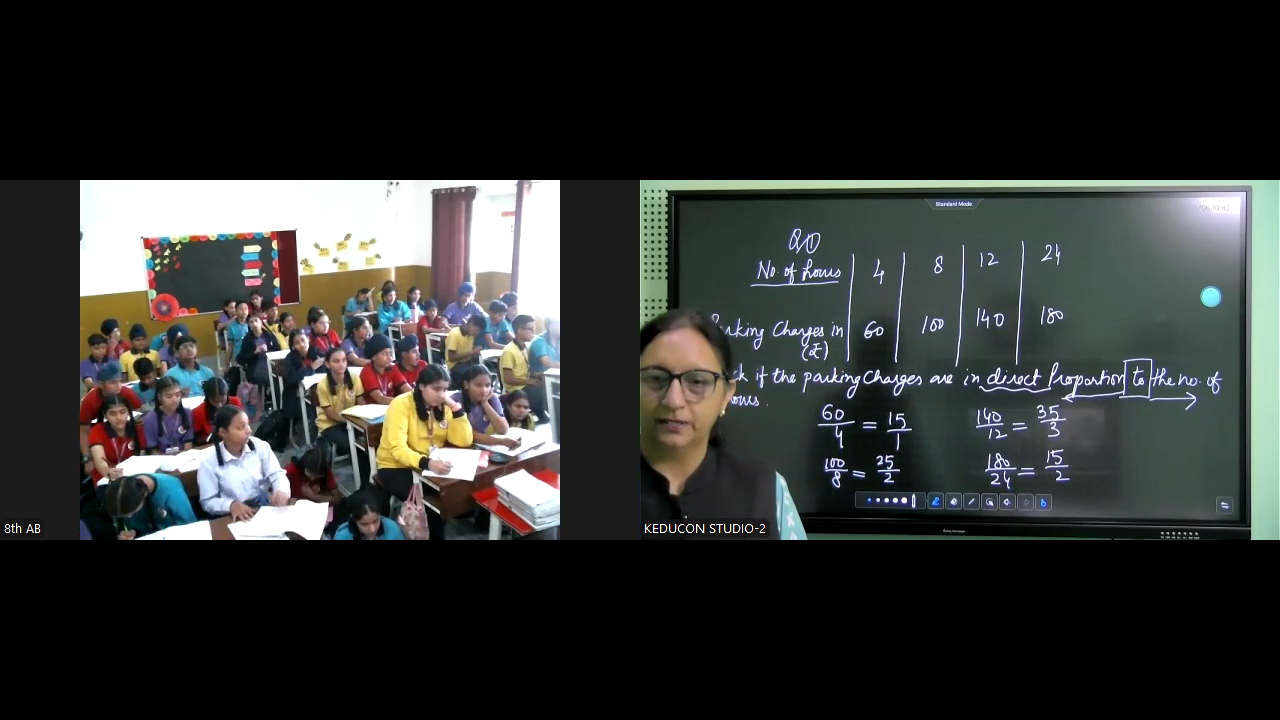 Standard Mode
Q1)
No. of hours 4 8 12 24
Parking Charges in 60 100 140 180
(₹)
if the parking Charges are in direct Proportion to the no. of
60/4 = 15/1 140/12 = 35/3
100/8 = 25/2 180/24 = 15/2
8th AB
KEDUCON STUDIO-2